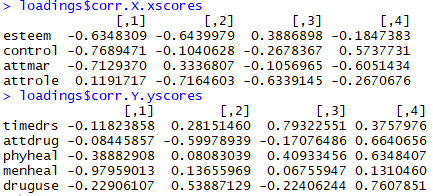 > loadings$corr.X.xscores
[,1] [,2] [,3] [,4]
esteem -0.6348309 -0.6439979 0.3886898 -0.1847383
control -0.7689471 -0.1040628 -0.2678367 0.5737731
attmar -0.7129370 0.3336807 -0.1056965 -0.6051434
attrole 0.1191717 -0.7164603 -0.6339145 -0.2670676
> loadings$corr.Y.yscores
[,1] [,2] [,3] [,4]
timedrs -0.11823858 0.28151460 0.79322551 0.3757976
attdrug -0.08445857 -0.59978939 -0.17076486 0.6640656
phyheal -0.38882908 0.08083039 0.40933456 0.6348407
menheal -0.97959013 0.13655969 0.06755947 0.1310460
druguse -0.22906107 0.53887129 -0.22406244 0.7607851